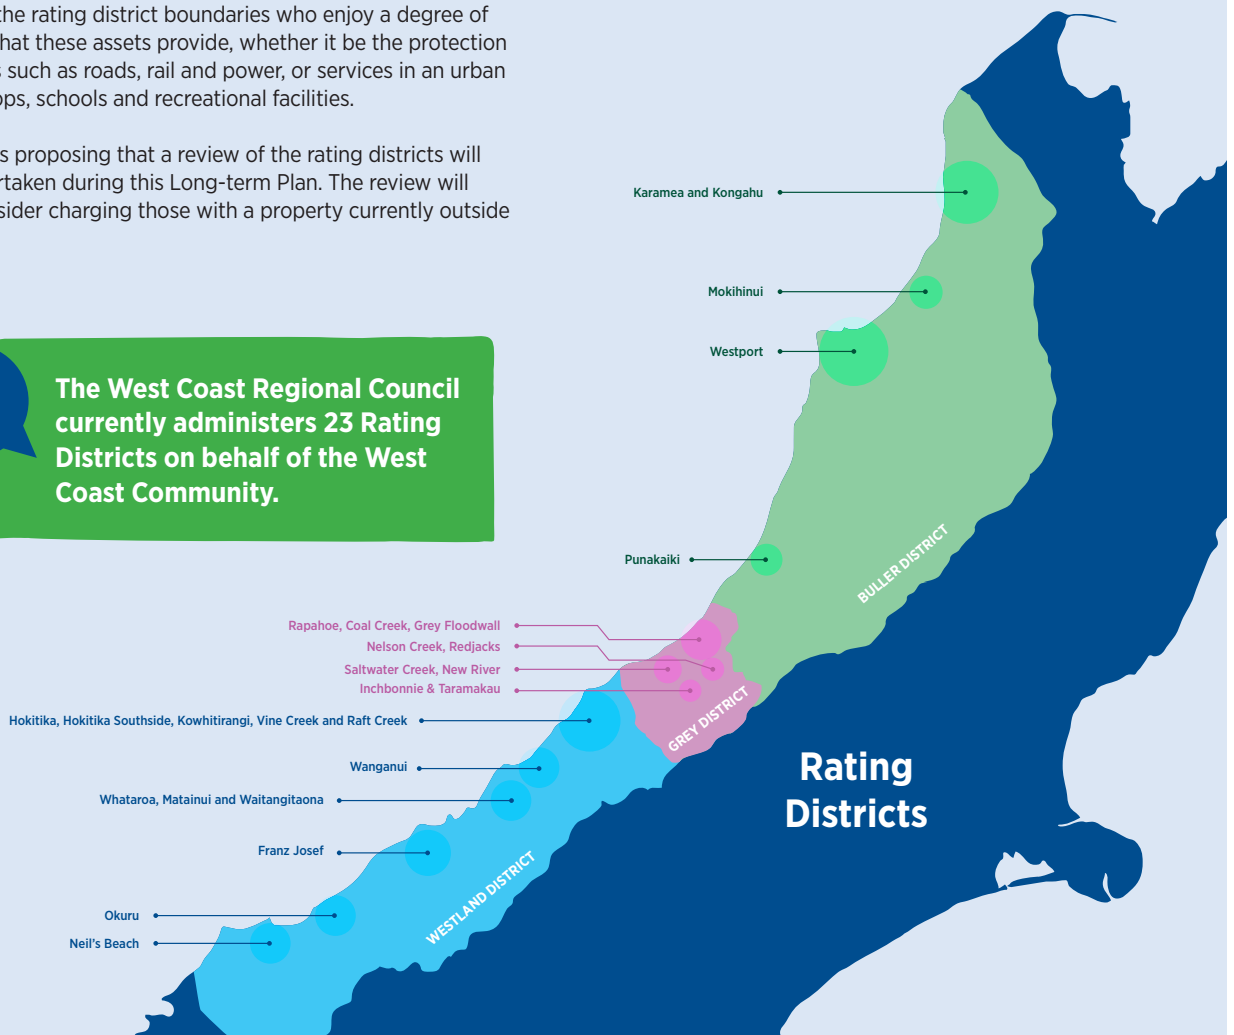 the rating district boundaries who enjoy a degree of
hat these assets provide, whether it be the protection
such as roads, rail and power, or services in an urban
ops, schools and recreational facilities.
s proposing that a review of the rating districts will
rtaken during this Long-term Plan. The review will
sider charging those with a property currently outside
The West Coast Regional Council
currently administers 23 Rating
Districts on behalf of the West
Coast Community.
Karamea and Kongahu
Mokihinui
Westport
Punakaiki
BULLER DISTRICT
Rapahoe, Coal Creek, Grey Floodwall
Nelson Creek, Redjacks
Saltwater Creek, New River
Inchbonnie & Taramakau
GREY DISTRICT
Hokitika, Hokitika Southside, Kowhitirangi, Vine Creek and Raft Creek
Wanganui
Whataroa, Matainui and Waitangitaona
Franz Josef
Okuru
Neil's Beach
WESTLAND DISTRICT
Rating
Districts